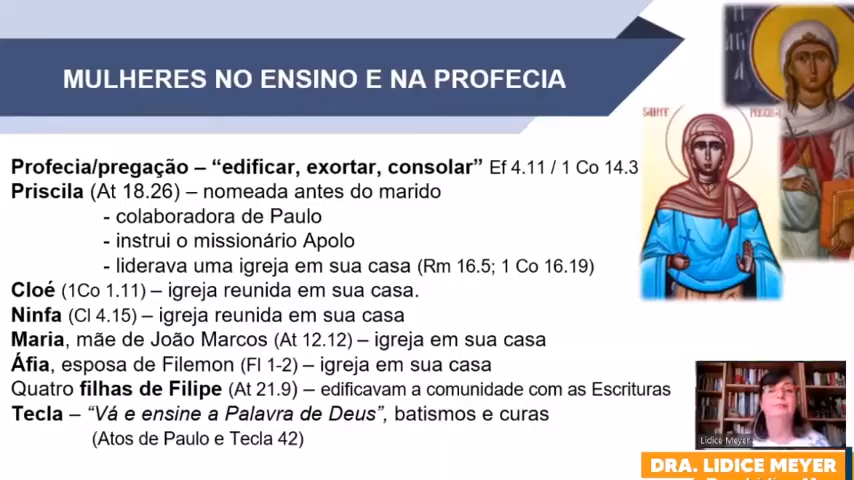 MULHERES NO ENSINO E NA PROFECIA
Profecia/pregação – “edificar, exortar, consolar” Ef 4.11 / 1 Co 14.3
Priscila (At 18.26) – nomeada antes do marido
- colaboradora de Paulo
- instrui o missionário Apolo
- liderava uma igreja em sua casa (Rm 16.5; 1 Co 16.19)
Cloé (1Co 1.11) – igreja reunida em sua casa.
Ninfa (Cl 4.15) – igreja reunida em sua casa
Maria, mãe de João Marcos (At 12.12) – igreja em sua casa
Áfia, esposa de Filemon (Fl 1-2) – igreja em sua casa
Quatro filhas de Filipe (At 21.9) – edificavam a comunidade com as Escrituras
Tecla – “Vá e ensine a Palavra de Deus”, batismos e curas
(Atos de Paulo e Tecla 42)
SAINT
Lidice Meyer
DRA. LIDICE MEYER